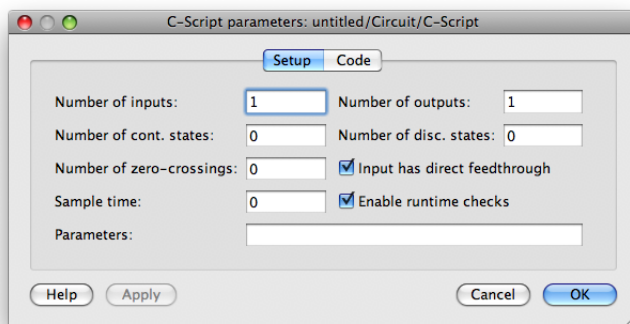 C-Script parameters: untitled/Circuit/C-Script
Setup Code
Number of inputs: 1 Number of outputs: 1
Number of cont. states: 0 Number of disc. states: 0
Number of zero-crossings: 0 Input has direct feedthrough
Sample time: 0 Enable runtime checks
Parameters:
Help Apply Cancel OK